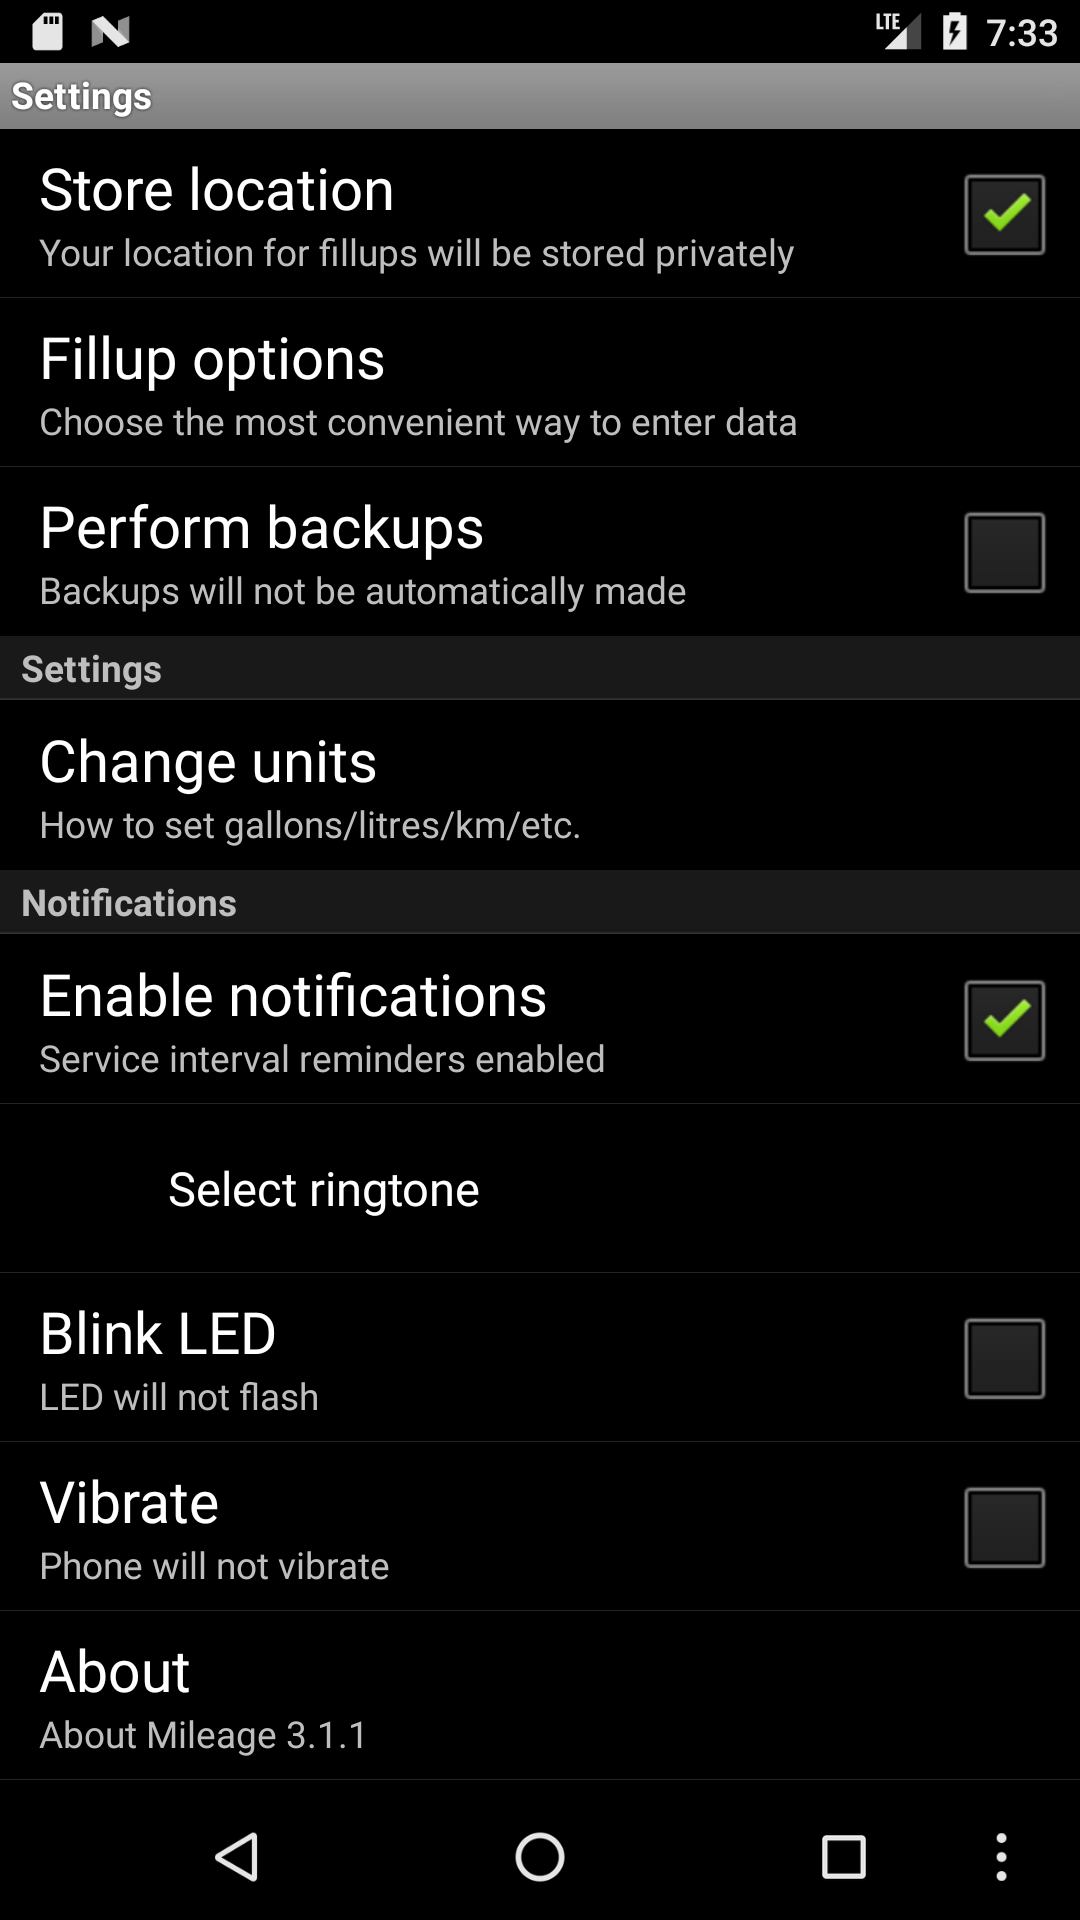 LTE 7:33
Settings
Store location
Your location for fillups will be stored privately
Fillup options
Choose the most convenient way to enter data
Perform backups
Backups will not be automatically made
Settings
Change units
How to set gallons/litres/km/etc.
Notifications
Enable notifications
Service interval reminders enabled
Select ringtone
Blink LED
LED will not flash
Vibrate
Phone will not vibrate
About
About Mileage 3.1.1